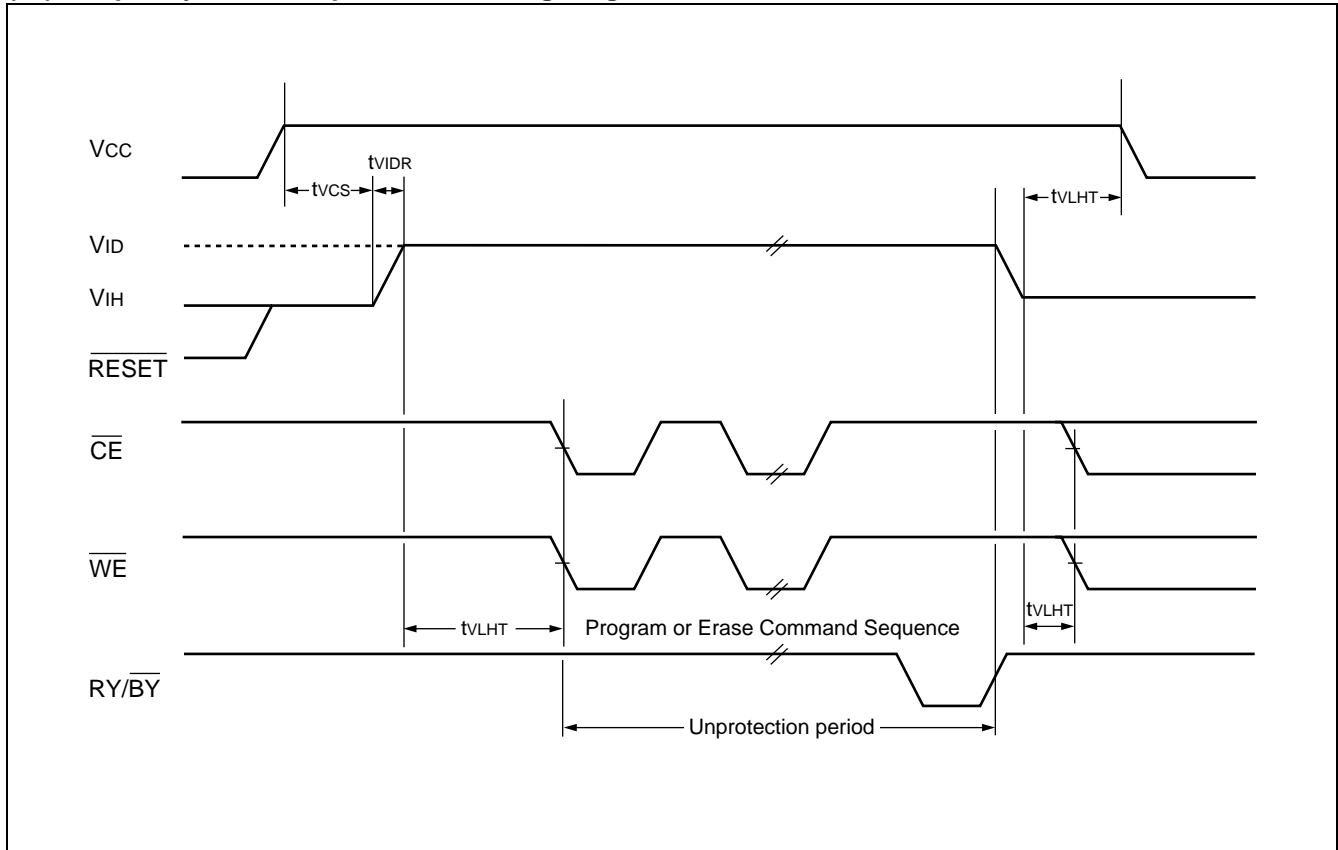 VCC
tVIDR
tVCS
tVLHT
VID
VIH
RESET
CE
WE
tVLHT
Program or Erase Command Sequence
tVLHT
RY/BY
Unprotection period